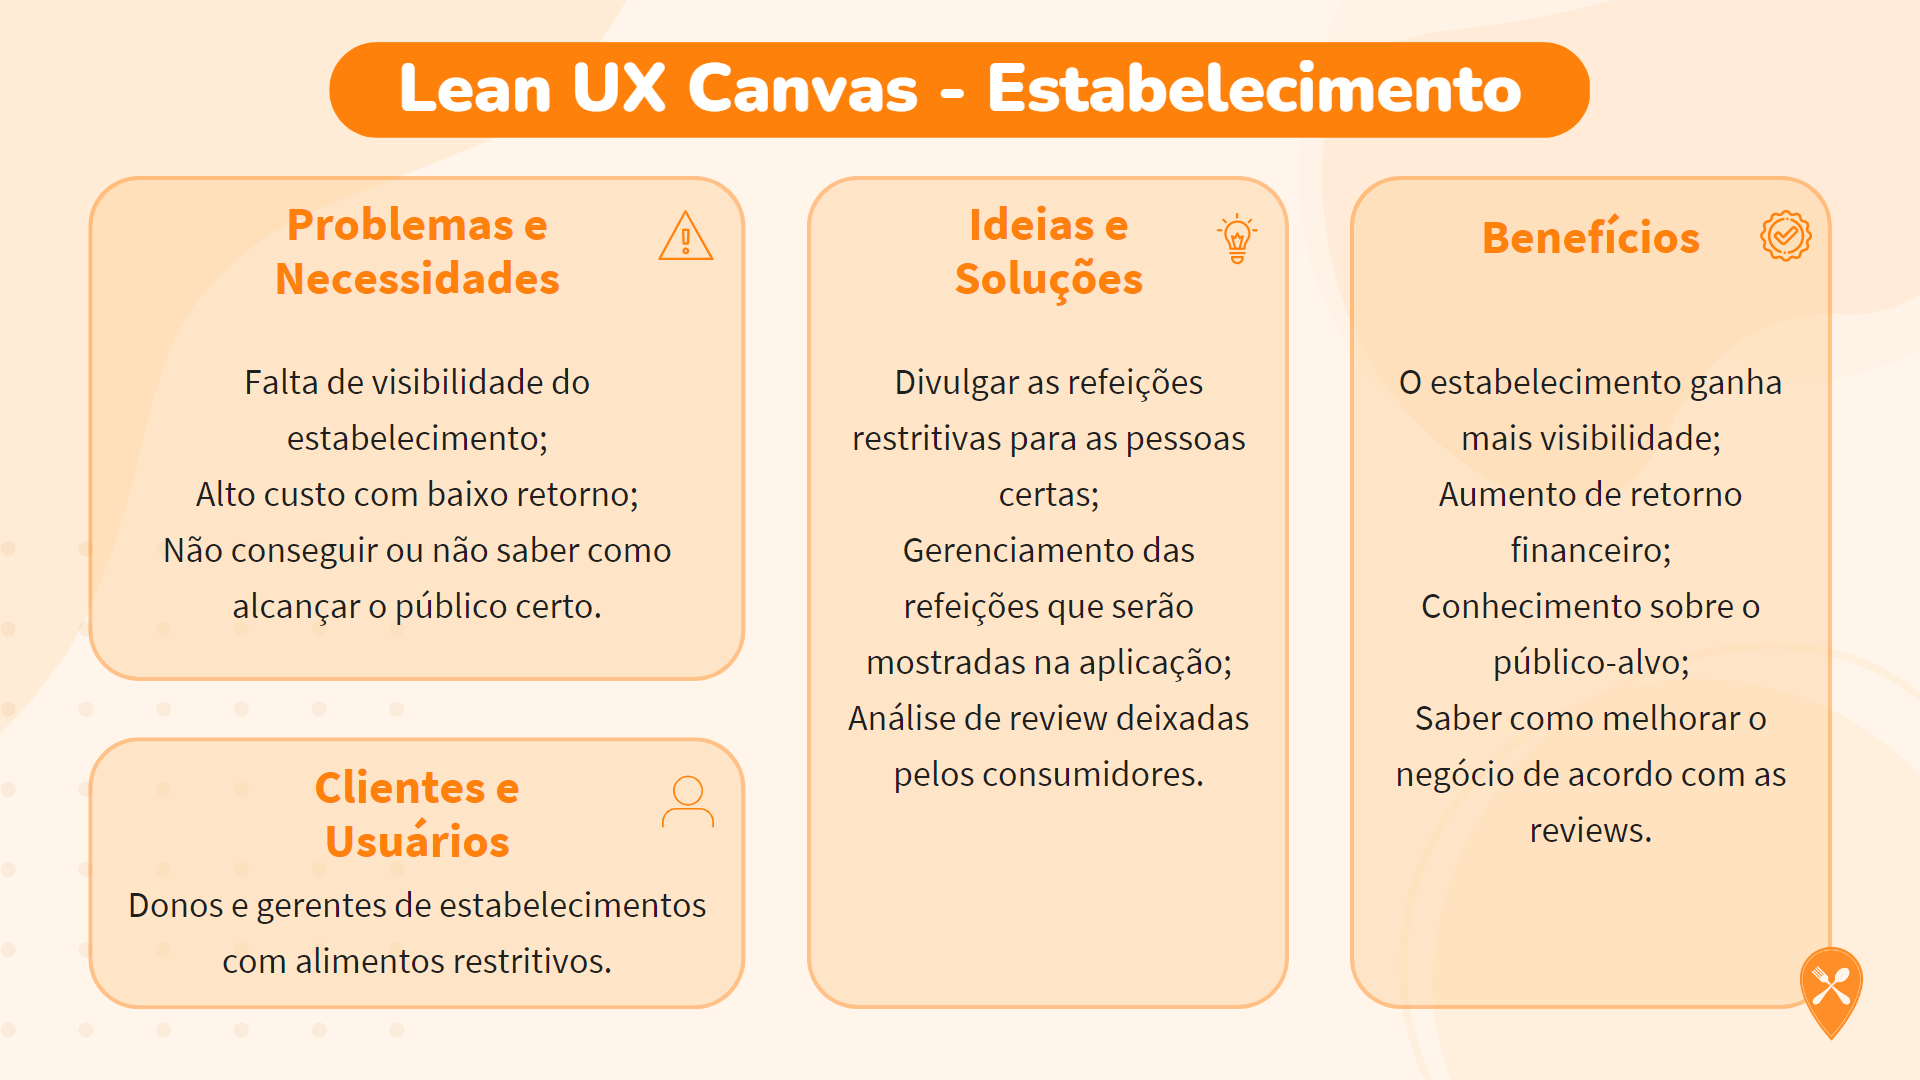 Lean UX Canvas - Estabelecimento
Problemas e
Necessidades
Falta de visibilidade do
estabelecimento;
Alto custo com baixo retorno;
Não conseguir ou não saber como
alcançar o público certo.
Clientes e
Usuários
Donos e gerentes de estabelecimentos
com alimentos restritivos.
Ideias e
Soluções
Divulgar as refeições
restritivas para as pessoas
certas;
Gerenciamento das
refeições que serão
mostradas na aplicação;
Análise de review deixadas
pelos consumidores.
Benefícios
O estabelecimento ganha
mais visibilidade;
Aumento de retorno
financeiro;
Conhecimento sobre o
público-alvo;
Saber como melhorar o
negócio de acordo com as
reviews.